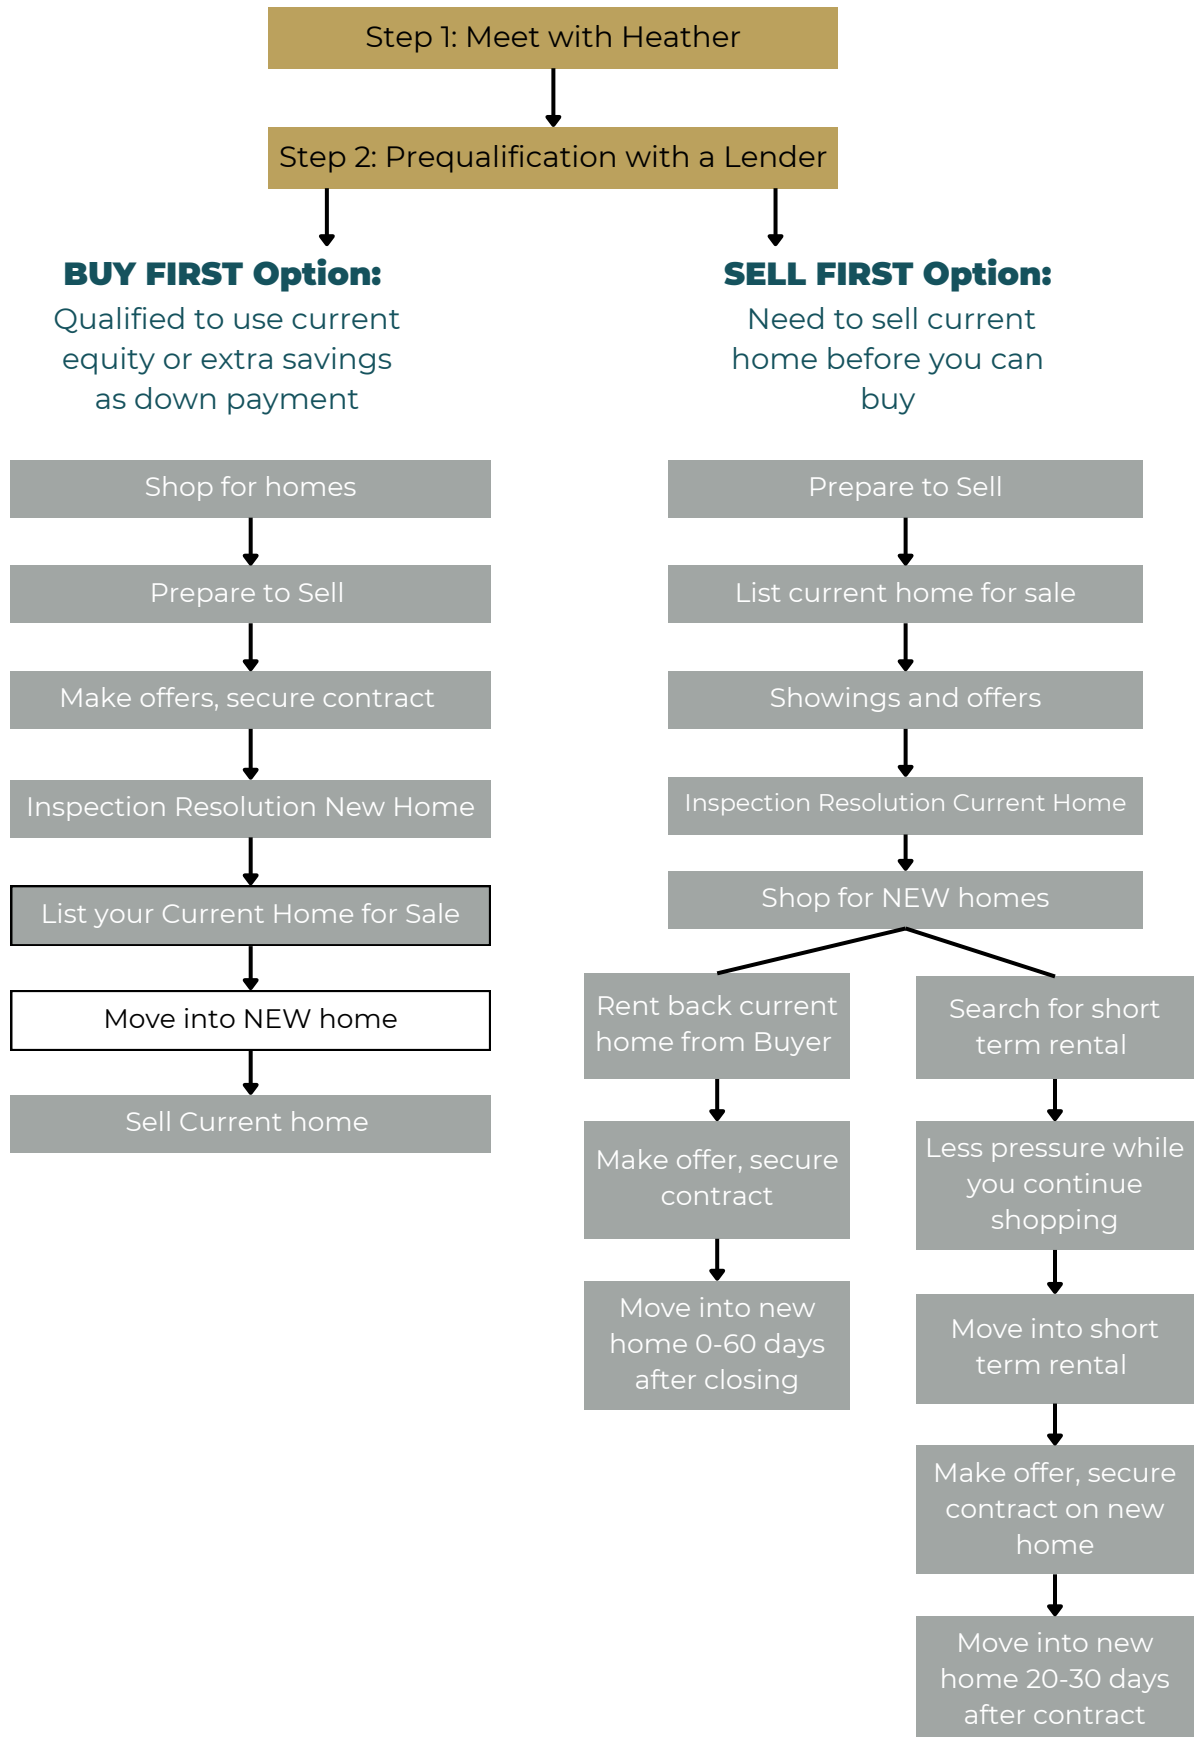 Step 1: Meet with Heather
Step 2: Prequalification with a Lender
BUY FIRST Option:
Qualified to use current
equity or extra savings
as down payment
Shop for homes
Prepare to Sell
Make offers, secure contract
Inspection Resolution New Home
List your Current Home for Sale
Move into NEW home
Sell Current home
SELL FIRST Option:
Need to sell current
home before you can
buy
Prepare to Sell
List current home for sale
Showings and offers
Inspection Resolution Current Home
Shop for NEW homes
Rent back current
home from Buyer
Make offer, secure
contract
Move into new
home 0-60 days
after closing
Search for short
term rental
Less pressure while
you continue
shopping
Move into short
term rental
Make offer, secure
contract on new
home
Move into new
home 20-30 days
after contract